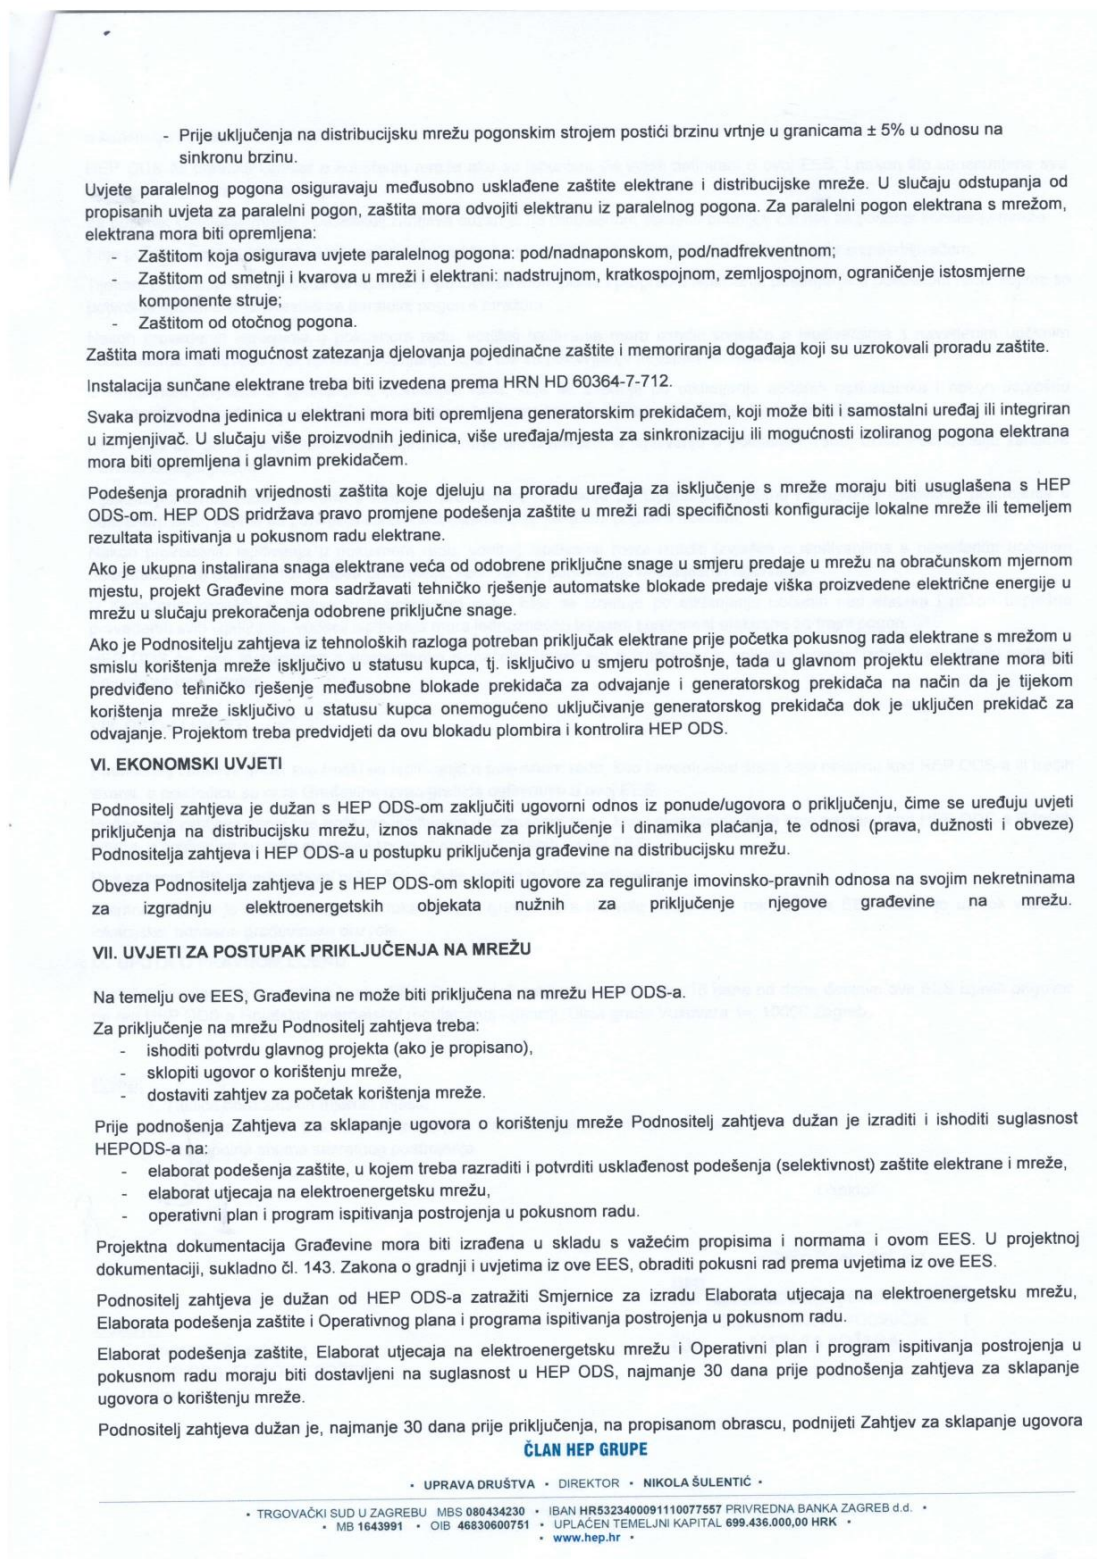 - Prije uključenja na distribucijsku mrežu pogonskim strojem postići brzinu vrtnje u granicama ± 5% u odnosu na
sinkronu brzinu.
Uvjete paralelnog pogona osiguravaju međusobno usklađene zaštite elektrane i distribucijske mreže. U slučaju odstupanja od
propisanih uvjeta za paralelni pogon, zaštita mora odvojiti elektranu iz paralelnog pogona. Za paralelni pogon elektrana s mrežom,
elektrana mora biti opremljena:
- Zaštitom koja osigurava uvjete paralelnog pogona: pod/nadnaponskom, pod/nadfrekventnom;
- Zaštitom od smetnji i kvarova u mreži i elektrani: nadstrujnom, kratkospojnom, zemljospojnom, ograničenje istosmjerne
komponente struje;
- Zaštitom od otočnog pogona.
Zaštita mora imati mogućnost zatezanja djelovanja pojedinačne zaštite i memoriranja događaja koji su uzrokovali proradu zaštite.
Instalacija sunčane elektrane treba biti izvedena prema HRN HD 60364-7-712.
Svaka proizvodna jedinica u elektrani mora biti opremljena generatorskim prekidačem, koji može biti i samostalni uređaj ili integriran
u izmjenjivač. U slučaju više proizvodnih jedinica, više uređaja/mjesta za sinkronizaciju ili mogućnosti izoliranog pogona elektrana
mora biti opremljena i glavnim prekidačem.
Podešenja proradnih vrijednosti zaštita koje djeluju na proradu uređaja za isključenje s mreže moraju biti usuglašena s HEP
ODS-om. HEP ODS pridržava pravo promjene podešenja zaštite u mreži radi specifičnosti konfiguracije lokalne mreže ili temeljem
rezultata ispitivanja u pokusnom radu elektrane.
Ako je ukupna instalirana snaga elektrane veća od odobrene priključne snage u smjeru predaje u mrežu na obračunskom mjernom
mjestu, projekt Građevine mora sadržavati tehničko rješenje automatske blokade predaje viška proizvedene električne energije u
mrežu u slučaju prekoračenja odobrene priključne snage.
Ako je Podnositelju zahtjeva iz tehnoloških razloga potreban priključak elektrane prije početka pokusnog rada elektrane s mrežom u
smislu korištenja mreže isključivo u statusu kupca, tj. isključivo u smjeru potrošnje, tada u glavnom projektu elektrane mora biti
predviđeno tehničko rješenje međusobne blokade prekidača za odvajanje i generatorskog prekidača na način da je tijekom
korištenja mreže isključivo u statusu kupca onemogućeno uključivanje generatorskog prekidača dok je uključen prekidač za
odvajanje. Projektom treba predvidjeti da ovu blokadu plombira i kontrolira HEP ODS.
VI. EKONOMSKI UVJETI
Podnositelj zahtjeva je dužan s HEP ODS-om zaključiti ugovorni odnos iz ponude/ugovora o priključenju, čime se uređuju uvjeti
priključenja na distribucijsku mrežu, iznos naknade za priključenje i dinamika plaćanja, te odnosi (prava, dužnosti i obveze)
Podnositelja zahtjeva i HEP ODS-a u postupku priključenja građevine na distribucijsku mrežu.
Obveza Podnositelja zahtjeva je s HEP ODS-om sklopiti ugovore za reguliranje imovinsko-pravnih odnosa na svojim nekretninama
za izgradnju elektroenergetskih objekata nužnih za priključenje njegove građevine na mrežu.
VII. UVJETI ZA POSTUPAK PRIKLJUČENJA NA MREŽU
Na temelju ove EES, Građevina ne može biti priključena na mrežu HEP ODS-a.
Za priključenje na mrežu Podnositelj zahtjeva treba:
- ishoditi potvrdu glavnog projekta (ako je propisano),
- sklopiti ugovor o korištenju mreže,
- dostaviti zahtjev za početak korištenja mreže.
Prije podnošenja Zahtjeva za sklapanje ugovora o korištenju mreže Podnositelj zahtjeva dužan je izraditi i ishoditi suglasnost
HEPODS-a na:
- elaborat podešenja zaštite, u kojem treba razraditi i potvrditi usklađenost podešenja (selektivnost) zaštite elektrane i mreže,
- elaborat utjecaja na elektroenergetsku mrežu,
- operativni plan i program ispitivanja postrojenja u pokusnom radu.
Projektna dokumentacija Građevine mora biti izrađena u skladu s važećim propisima i normama i ovom EES. U projektnoj
dokumentaciji, sukladno čl. 143. Zakona o gradnji i uvjetima iz ove EES, obraditi pokusni rad prema uvjetima iz ove EES.
Podnositelj zahtjeva je dužan od HEP ODS-a zatražiti Smjernice za izradu Elaborata utjecaja na elektroenergetsku mrežu,
Elaborata podešenja zaštite i Operativnog plana i programa ispitivanja postrojenja u pokusnom radu.
Elaborat podešenja zaštite, Elaborat utjecaja na elektroenergetsku mrežu i Operativni plan i program ispitivanja postrojenja u
pokusnom radu moraju biti dostavljeni na suglasnost u HEP ODS, najmanje 30 dana prije podnošenja zahtjeva za sklapanje
ugovora o korištenju mreže.
Podnositelj zahtjeva dužan je, najmanje 30 dana prije priključenja, na propisanom obrascu, podnijeti Zahtjev za sklapanje ugovora
ČLAN HEP GRUPE
• UPRAVA DRUŠTVA • DIREKTOR • NIKOLA ŠULENTIĆ •
• TRGOVAČKI SUD U ZAGREBU MBS 080434230 • IBAN HR5323400091110077557 PRIVREDNA BANKA ZAGREB d.d. •
• MB 1643991 • OIB 46830600751 • UPLAĆEN TEMELJNI KAPITAL 699.436.000,00 HRK •
• www.hep.hr •